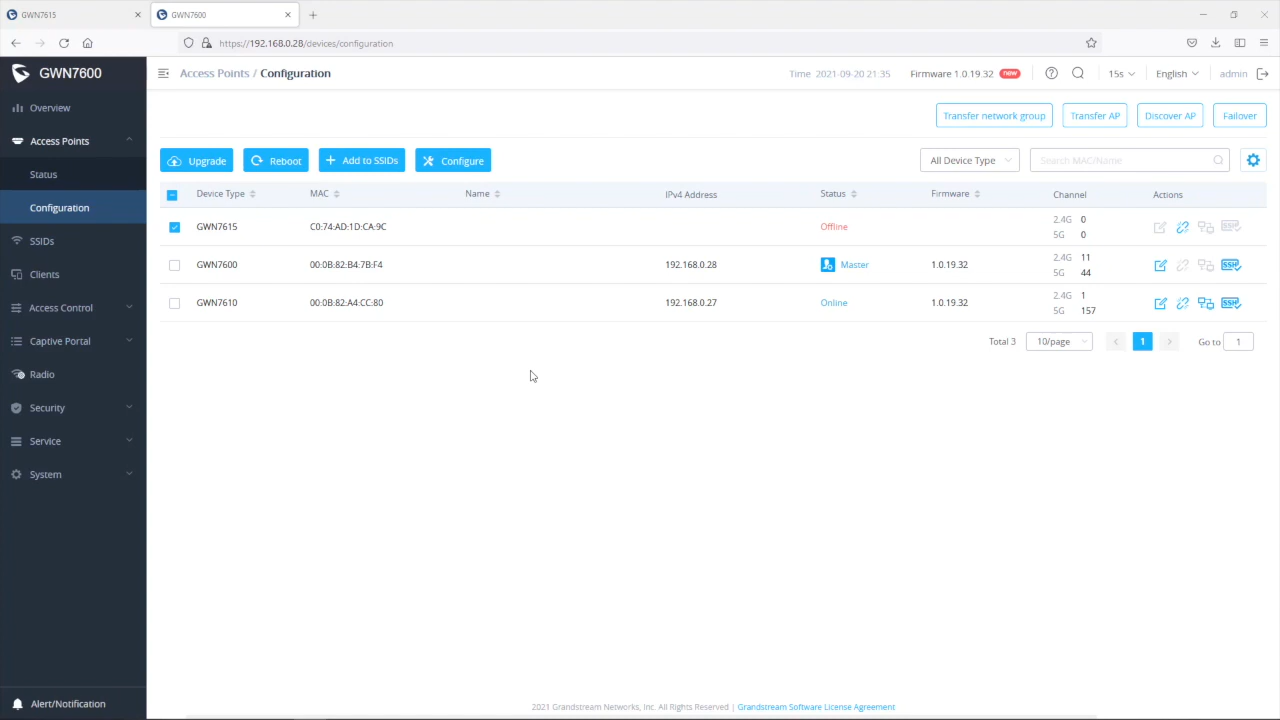 GWN7615
GWN7600
https://192.168.0.28/devices/configuration
GWN7600
Access Points / Configuration
Time 2021-09-20 21:35
Firmware 1.0.19.32 new
15s
English
admin
Overview
Access Points
Status
Configuration
SSIDs
Clients
Access Control
Captive Portal
Radio
Security
Service
System
Alert/Notification
Transfer network group
Transfer AP
Discover AP
Failover
Upgrade
Reboot
Add to SSIDs
Configure
All Device Type
Search MAC/Name
Device Type MAC Name IPv4 Address Status Firmware Channel Actions
GWN7615 C0:74:AD:1D:CA:9C Offline 2.4G 0
5G 0
SSH
GWN7600 00:0B:82:B4:7B:F4 192.168.0.28 Master 1.0.19.32 2.4G 11
5G 44
SSH
GWN7610 00:0B:82:A4:CC:80 192.168.0.27 Online 1.0.19.32 2.4G 1
5G 157
SSH
Total 3 10/page 1 Go to 1
2021 Grandstream Networks, Inc. All Rights Reserved | Grandstream Software License Agreement